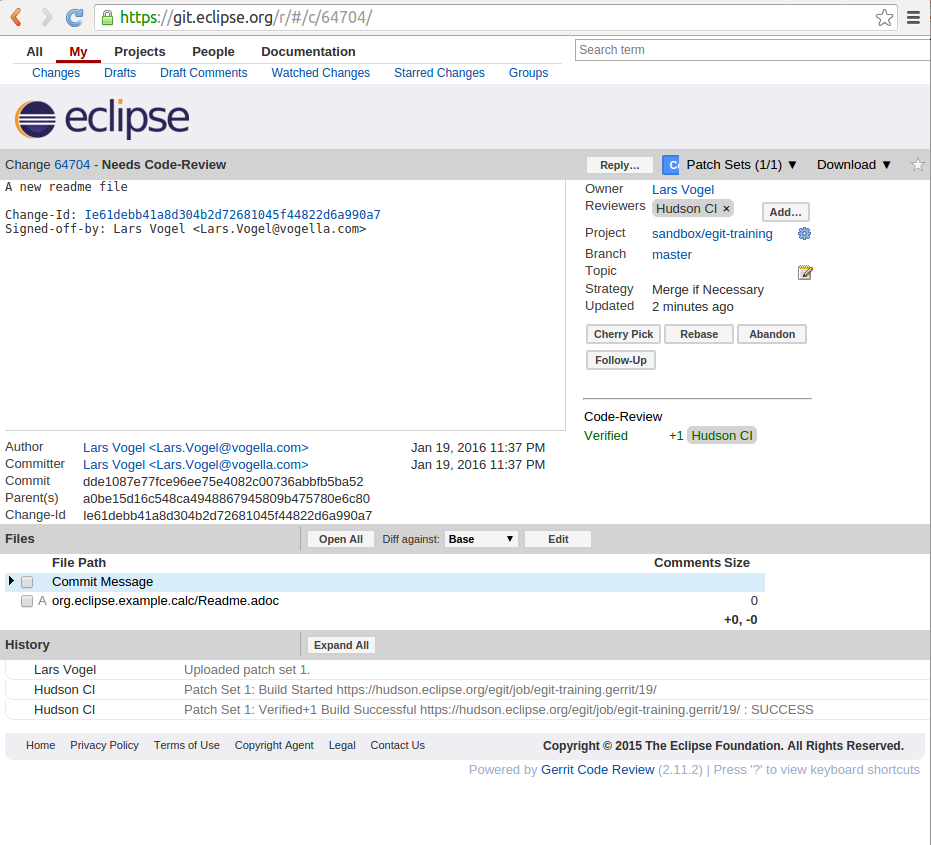 https://git.eclipse.org/r/#/c/64704/
All My Projects People Documentation
Search term
Changes Drafts Draft Comments Watched Changes Starred Changes Groups
eclipse
Change 64704 - Needs Code-Review
Reply… Patch Sets (1/1) ▼ Download ▼
A new readme file
Change-Id: Ie61debb41a8d304b2d72681045f44822d6a990a7
Signed-off-by: Lars Vogel <Lars.Vogel@vogella.com>
Owner Lars Vogel
Reviewers Hudson CI × Add…
Project sandbox/egit-training
Branch master
Topic
Strategy Merge if Necessary
Updated 2 minutes ago
Cherry Pick Rebase Abandon
Follow-Up
Code-Review
Verified +1 Hudson CI
Author Lars Vogel <Lars.Vogel@vogella.com> Jan 19, 2016 11:37 PM
Committer Lars Vogel <Lars.Vogel@vogella.com> Jan 19, 2016 11:37 PM
Commit dde1087e77fce96ee75e4082c00736abbfb5ba52
Parent(s) a0be15d16c548ca4948867945809b475780e6c80
Change-Id Ie61debb41a8d304b2d72681045f44822d6a990a7
Files Open All Diff against: Base ▼ Edit
File Path Comments Size
Commit Message
A org.eclipse.example.calc/Readme.adoc 0
+0, -0
History Expand All
Lars Vogel Uploaded patch set 1.
Hudson CI Patch Set 1: Build Started https://hudson.eclipse.org/egit/job/egit-training.gerrit/19/
Hudson CI Patch Set 1: Verified+1 Build Successful https://hudson.eclipse.org/egit/job/egit-training.gerrit/19/ : SUCCESS
Home Privacy Policy Terms of Use Copyright Agent Legal Contact Us Copyright © 2015 The Eclipse Foundation. All Rights Reserved.
Powered by Gerrit Code Review (2.11.2) | Press '?' to view keyboard shortcuts